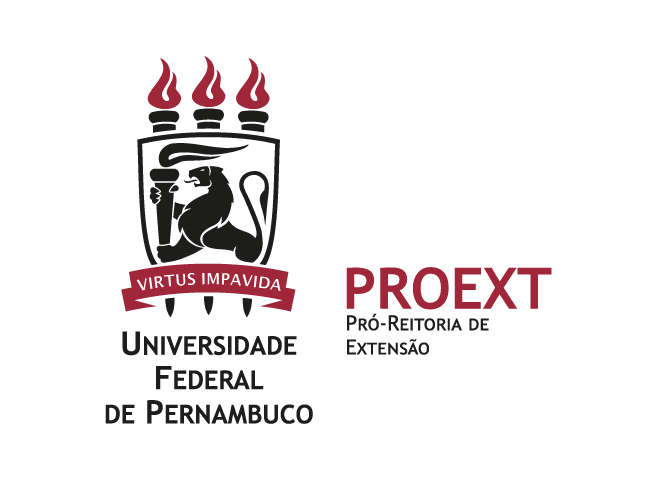 VIRTUS IMPAVIDA
UNIVERSIDADE
FEDERAL
DE PERNAMBUCO
PROEXT
PRÓ-REITORIA DE
EXTENSÃO